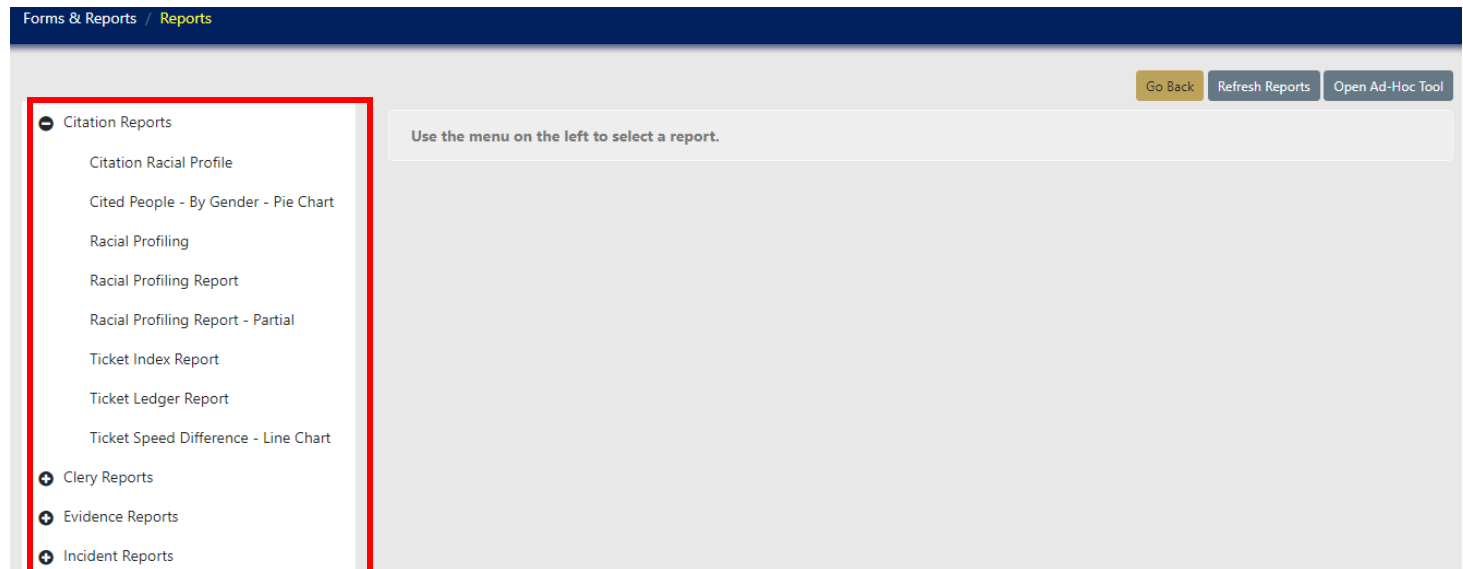 Forms & Reports / Reports
Go Back Refresh Reports Open Ad-Hoc Tool
Citation Reports
Use the menu on the left to select a report.
Citation Racial Profile
Cited People - By Gender - Pie Chart
Racial Profiling
Racial Profiling Report
Racial Profiling Report - Partial
Ticket Index Report
Ticket Ledger Report
Ticket Speed Difference - Line Chart
Clery Reports
Evidence Reports
Incident Reports